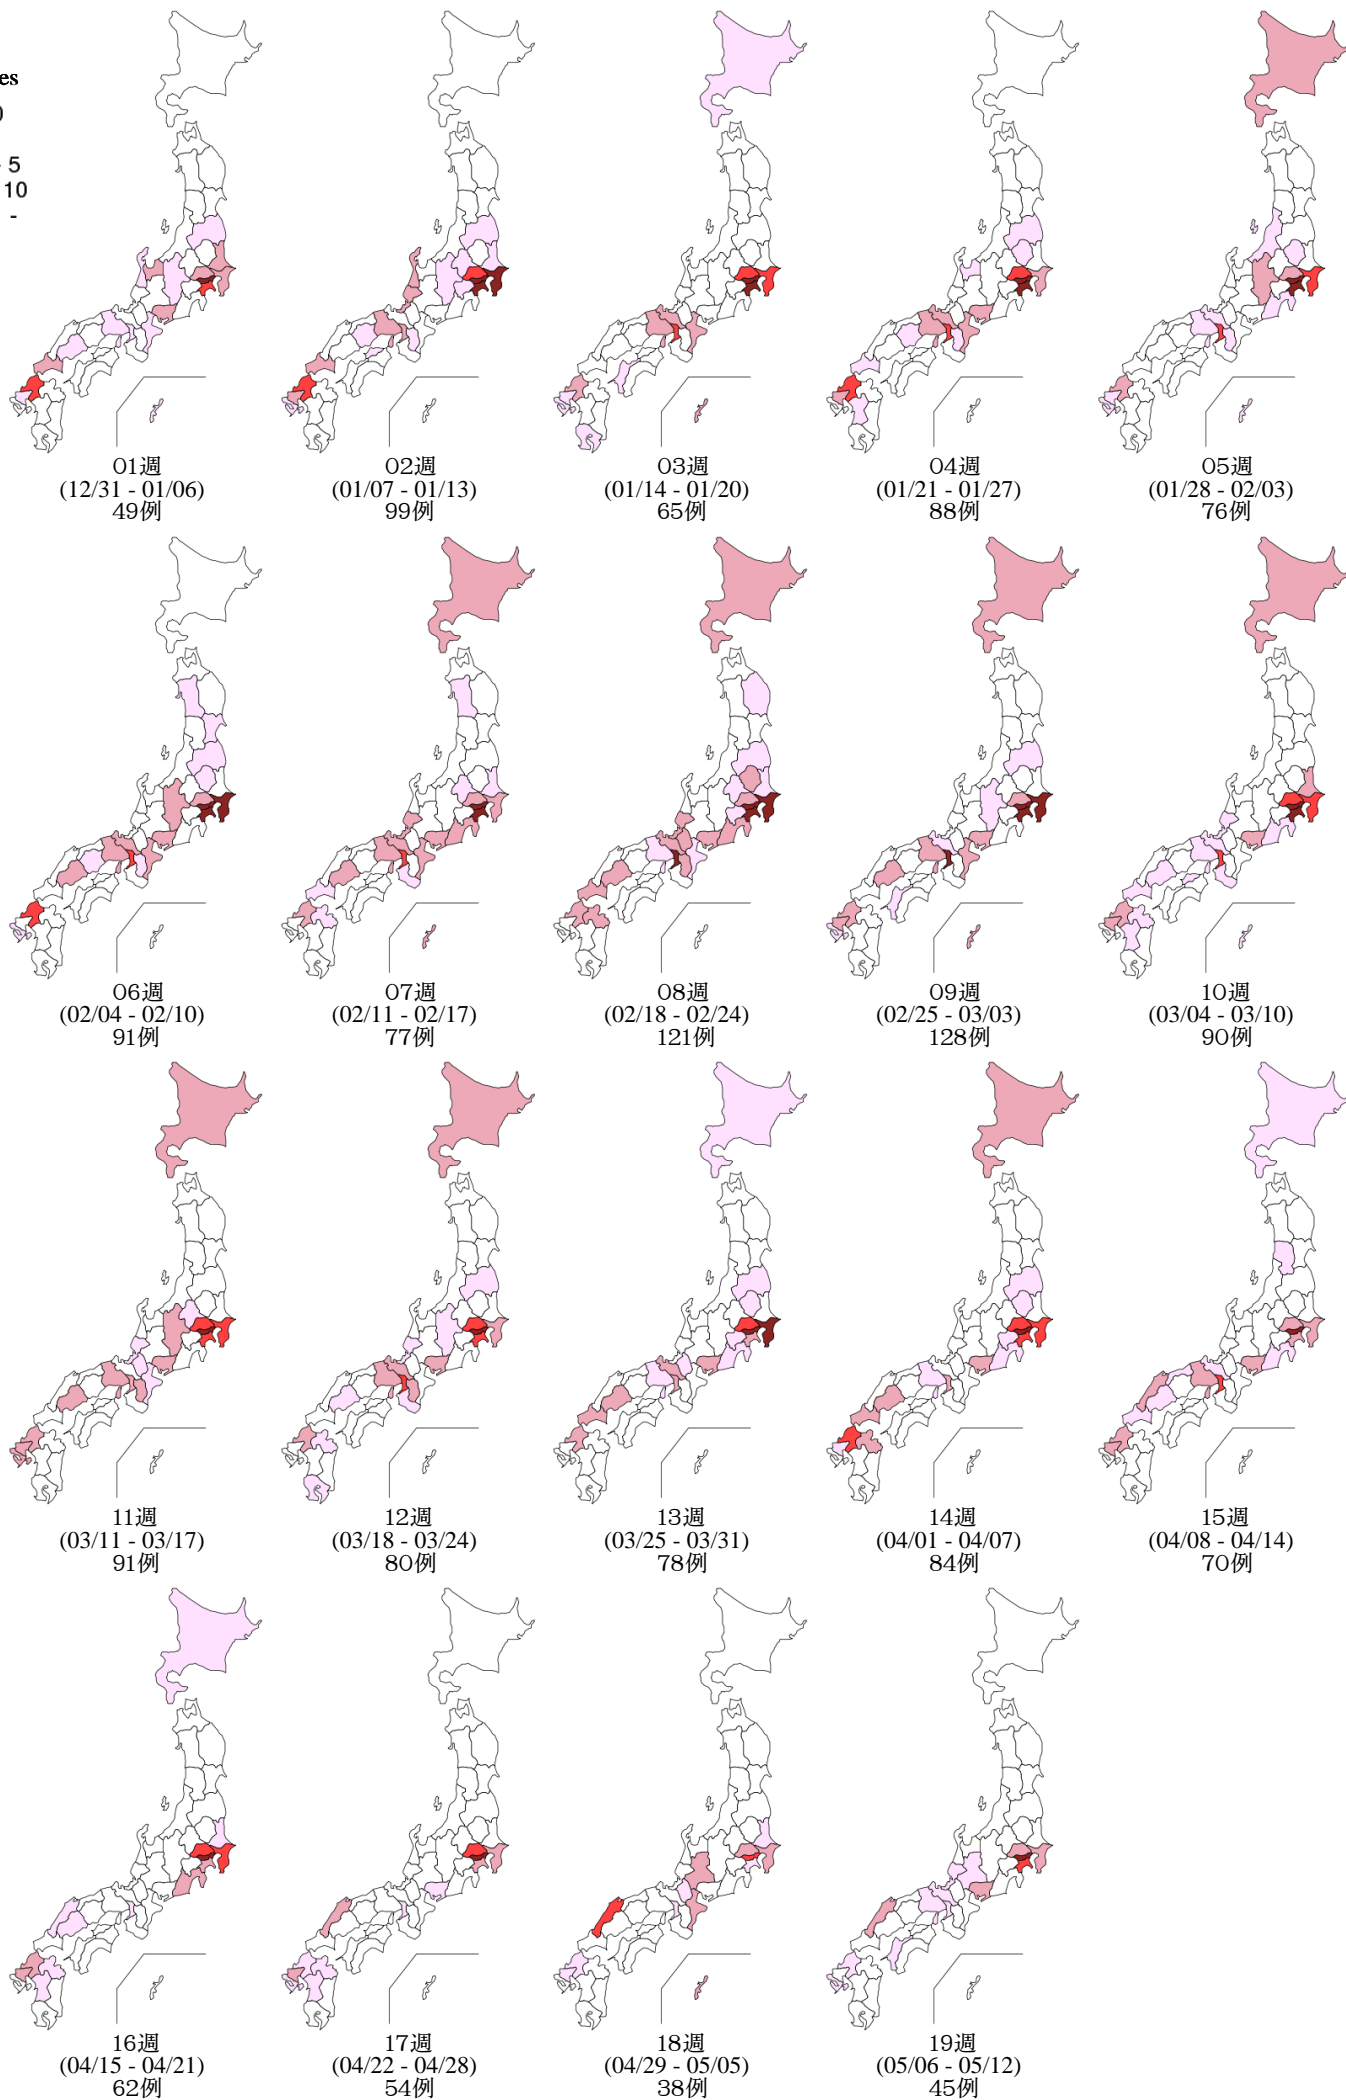 es
0
5
10
-
01週
(12/31 - 01/06)
49例
02週
(01/07 - 01/13)
99例
03週
(01/14 - 01/20)
65例
04週
(01/21 - 01/27)
88例
05週
(01/28 - 02/03)
76例
06週
(02/04 - 02/10)
91例
07週
(02/11 - 02/17)
77例
08週
(02/18 - 02/24)
121例
09週
(02/25 - 03/03)
128例
10週
(03/04 - 03/10)
90例
11週
(03/11 - 03/17)
91例
12週
(03/18 - 03/24)
80例
13週
(03/25 - 03/31)
78例
14週
(04/01 - 04/07)
84例
15週
(04/08 - 04/14)
70例
16週
(04/15 - 04/21)
62例
17週
(04/22 - 04/28)
54例
18週
(04/29 - 05/05)
38例
19週
(05/06 - 05/12)
45例